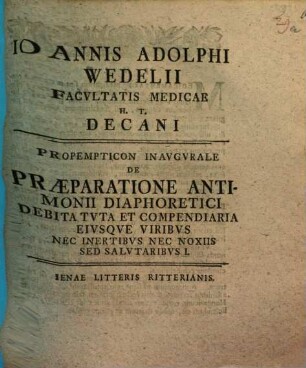 IOANNIS ADOLPHI
WEDELII
FACVLTATIS MEDICAE
H. T.
DECANI
PROPEMPTICON INAVGVRALE
DE
PRÆPARATIONE ANTI-
MONII DIAPHORETICI
DEBITA TVTA ET COMPENDIARIA
EIVSQVE VIRIBVS
NEC INERTIBVS NEC NOXIIS
SED SALVTARIBVS I.
IENAE LITTERIS RITTERIANIS.